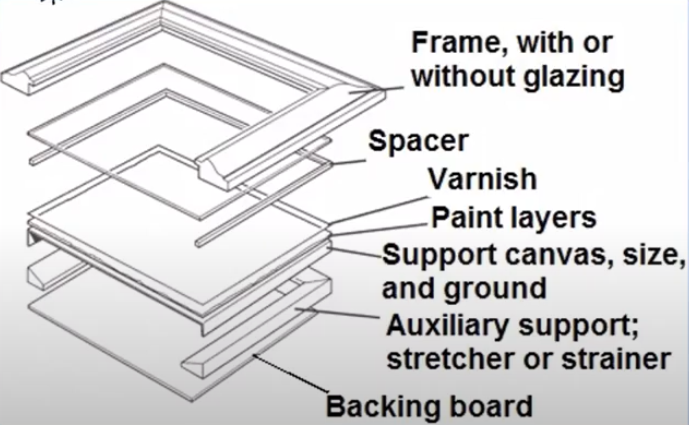 Frame, with or
without glazing
Spacer
Varnish
Paint layers
Support canvas, size,
and ground
Auxiliary support;
stretcher or strainer
Backing board